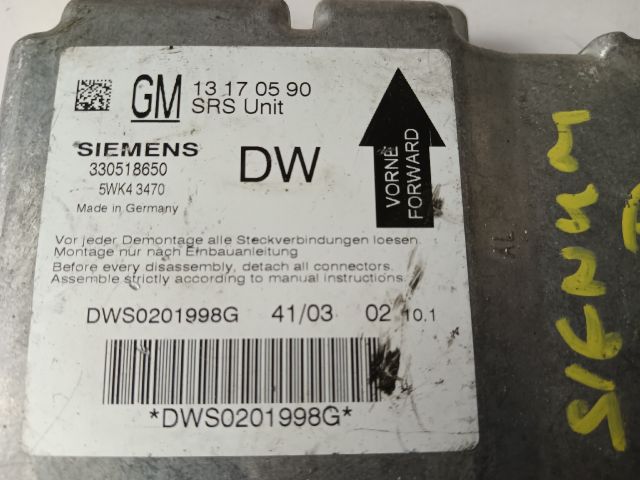 GM 13 17 05 90
SRS Unit
SIEMENS
330518650
5WK4 3470
Made in Germany
DW
VORNE
FORWARD
Vor jeder Demontage alle Steckverbindungen loesen.
Montage nur nach Einbauanleitung
Before every disassembly, detach all connectors.
Assemble strictly according to manual instructions.
DWS0201998G 41/03 02 10.1
*DWS0201998G*
AL